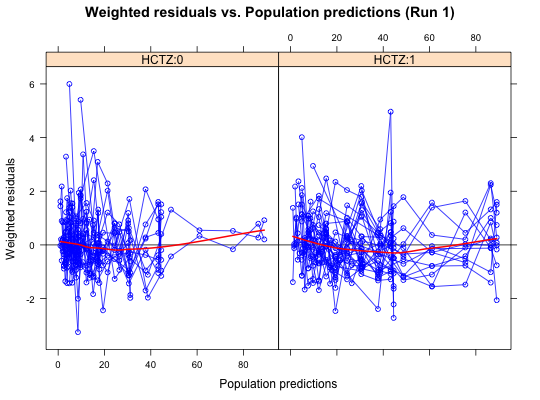 Weighted residuals vs. Population predictions (Run 1)
0 20 40 60 80
HCTZ:0 HCTZ:1
6
4
2
0
-2
Weighted residuals
0 20 40 60 80
Population predictions